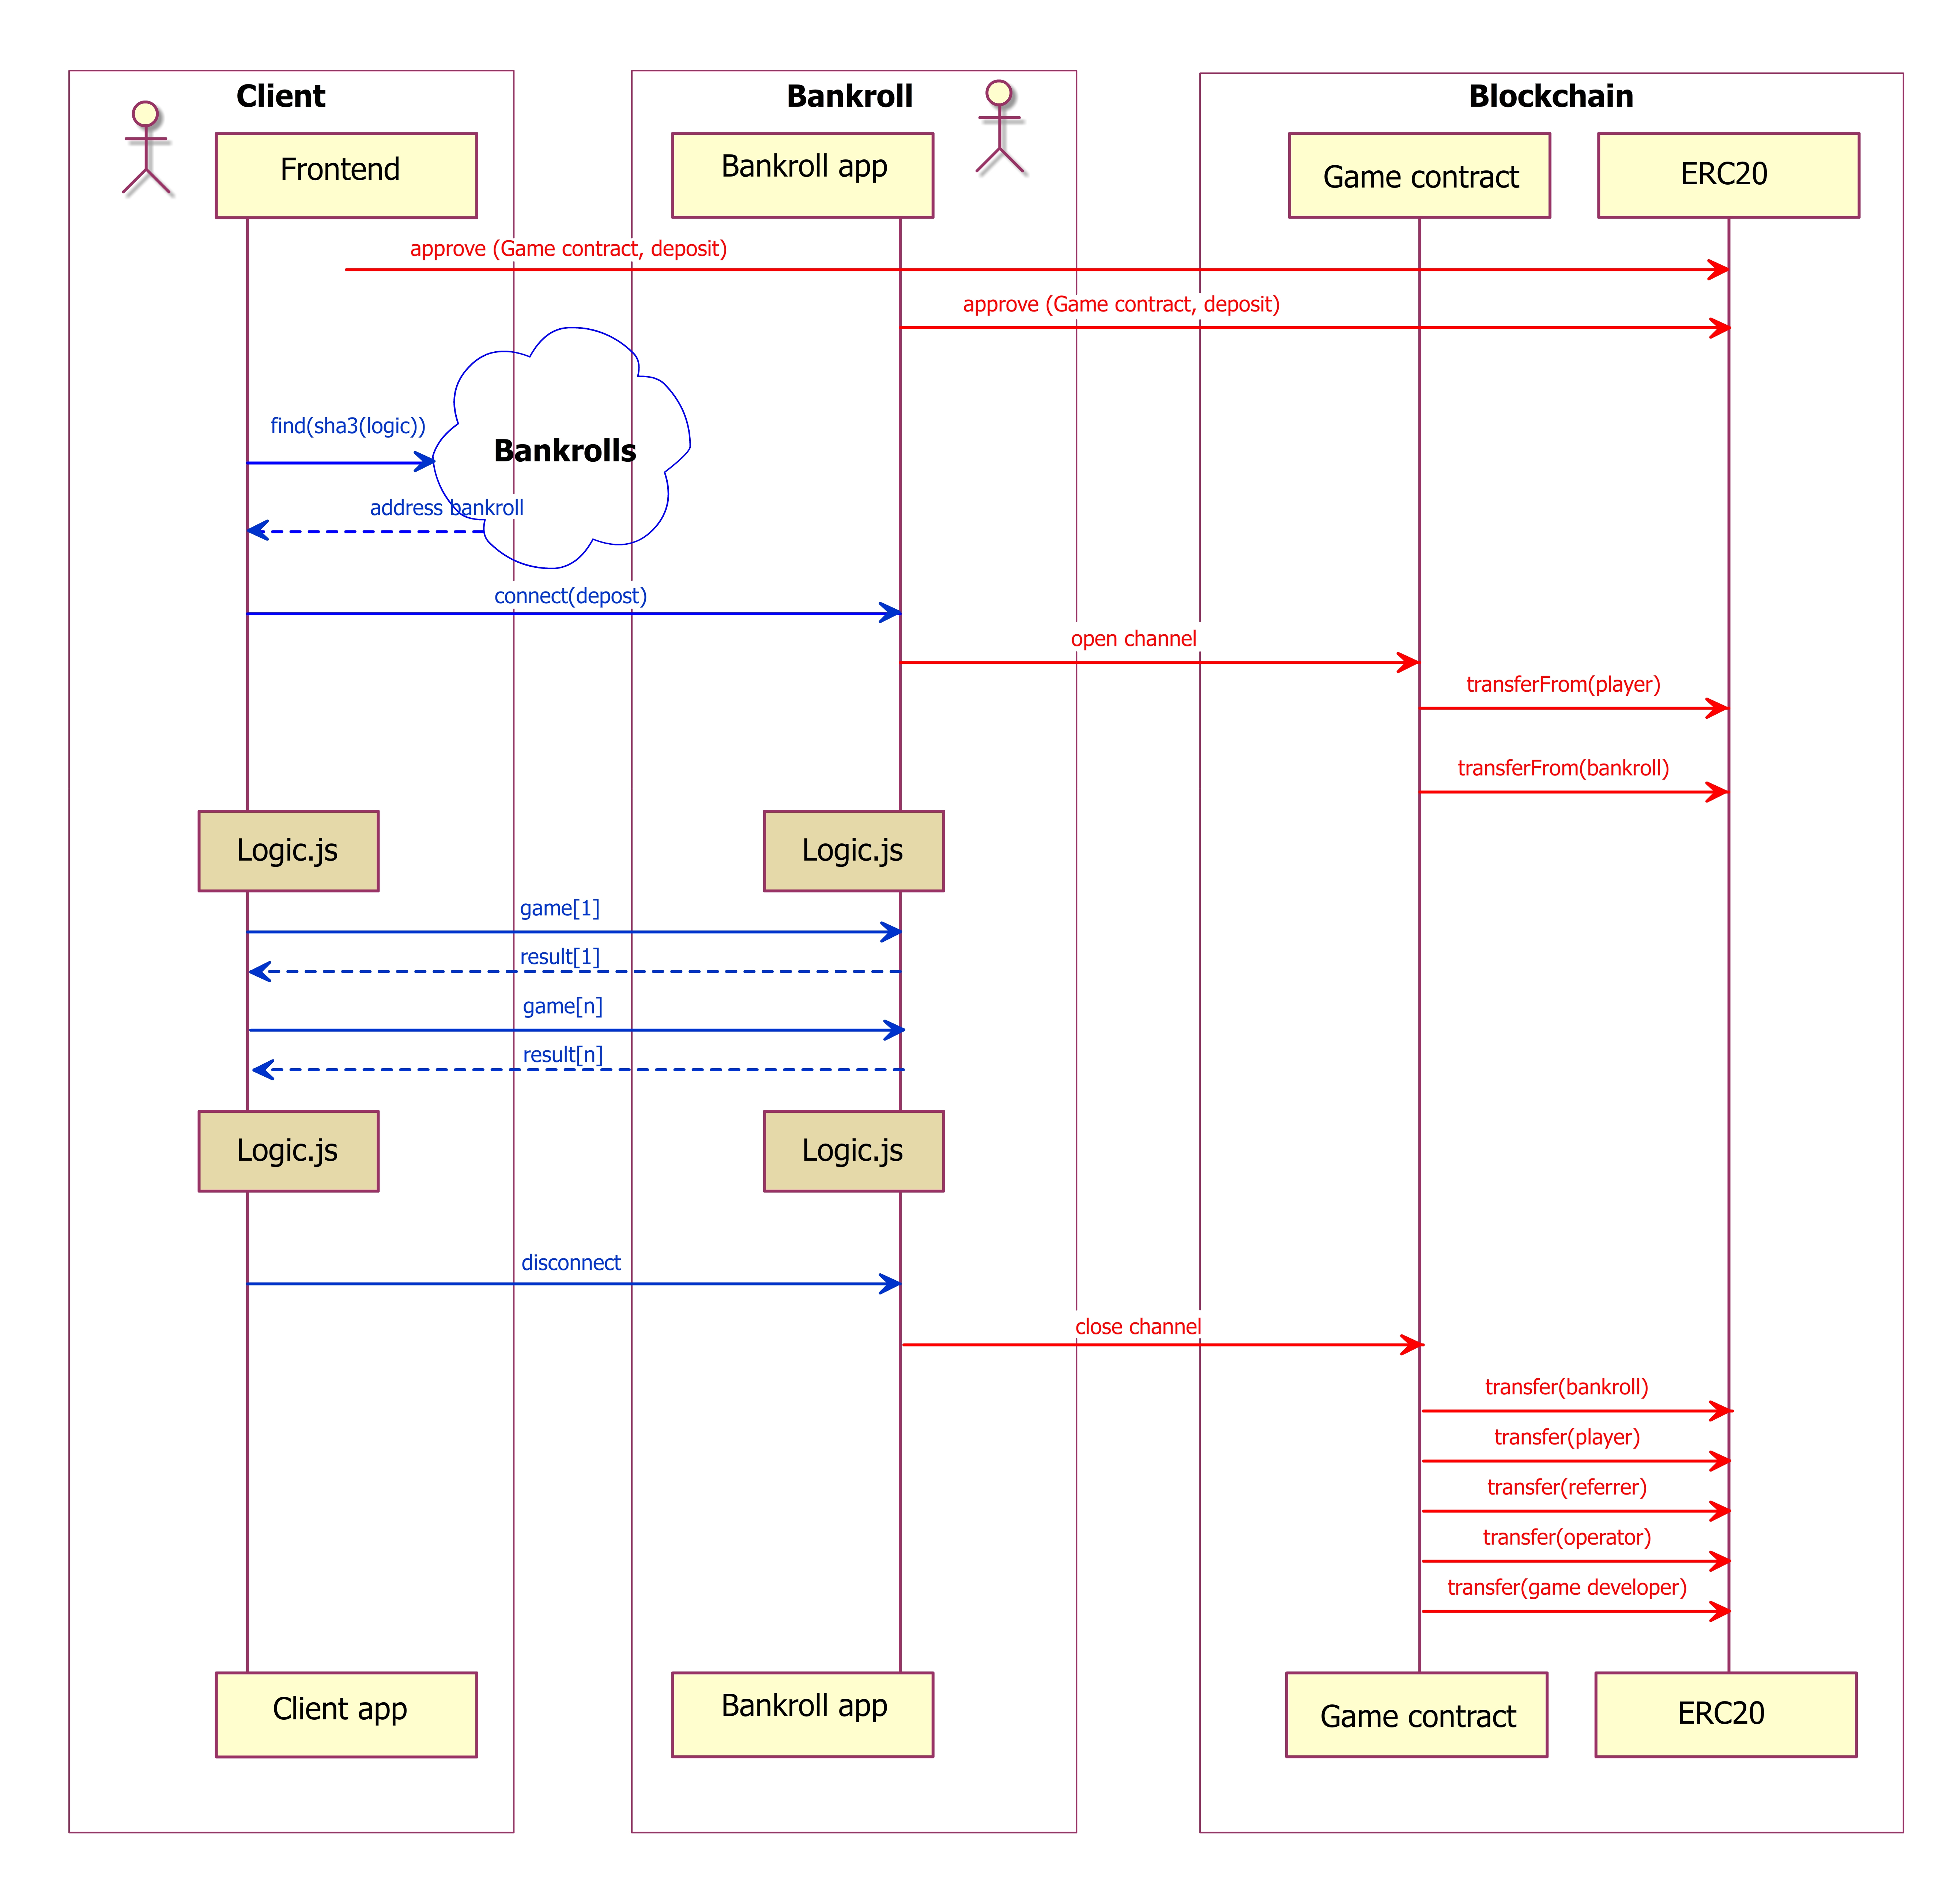 Client
Bankroll
Blockchain
Frontend
Bankroll app
Game contract
ERC20
approve (Game contract, deposit)
approve (Game contract, deposit)
find(sha3(logic))
Bankrolls
address bankroll
connect(depost)
open channel
transferFrom(player)
transferFrom(bankroll)
Logic.js
Logic.js
game[1]
result[1]
game[n]
result[n]
Logic.js
Logic.js
disconnect
close channel
transfer(bankroll)
transfer(player)
transfer(referrer)
transfer(operator)
transfer(game developer)
Client app
Bankroll app
Game contract
ERC20